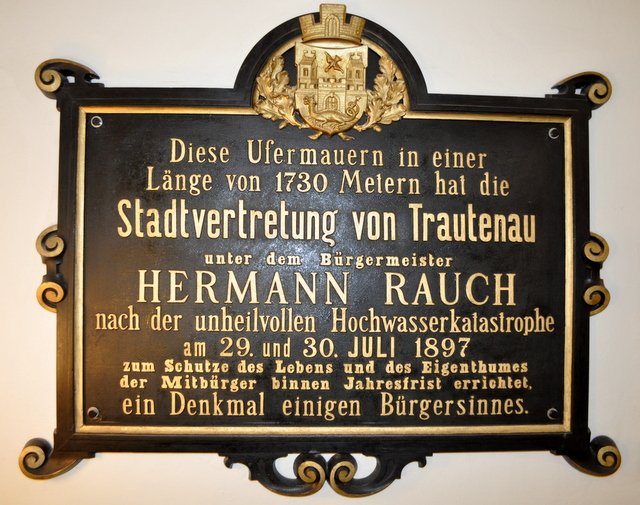 Diese Ufermauern in einer
Länge von 1730 Metern hat die
Stadtvertretung von Trautenau
unter dem Bürgermeister
HERMANN RAUCH
nach der unheilvollen Hochwasserkatastrophe
am 29. und 30. JULI 1897
zum Schutze des Lebens und des Eigenthumes
der Mitbürger binnen Jahresfrist errichtet,
ein Denkmal einigen Bürgersinnes.